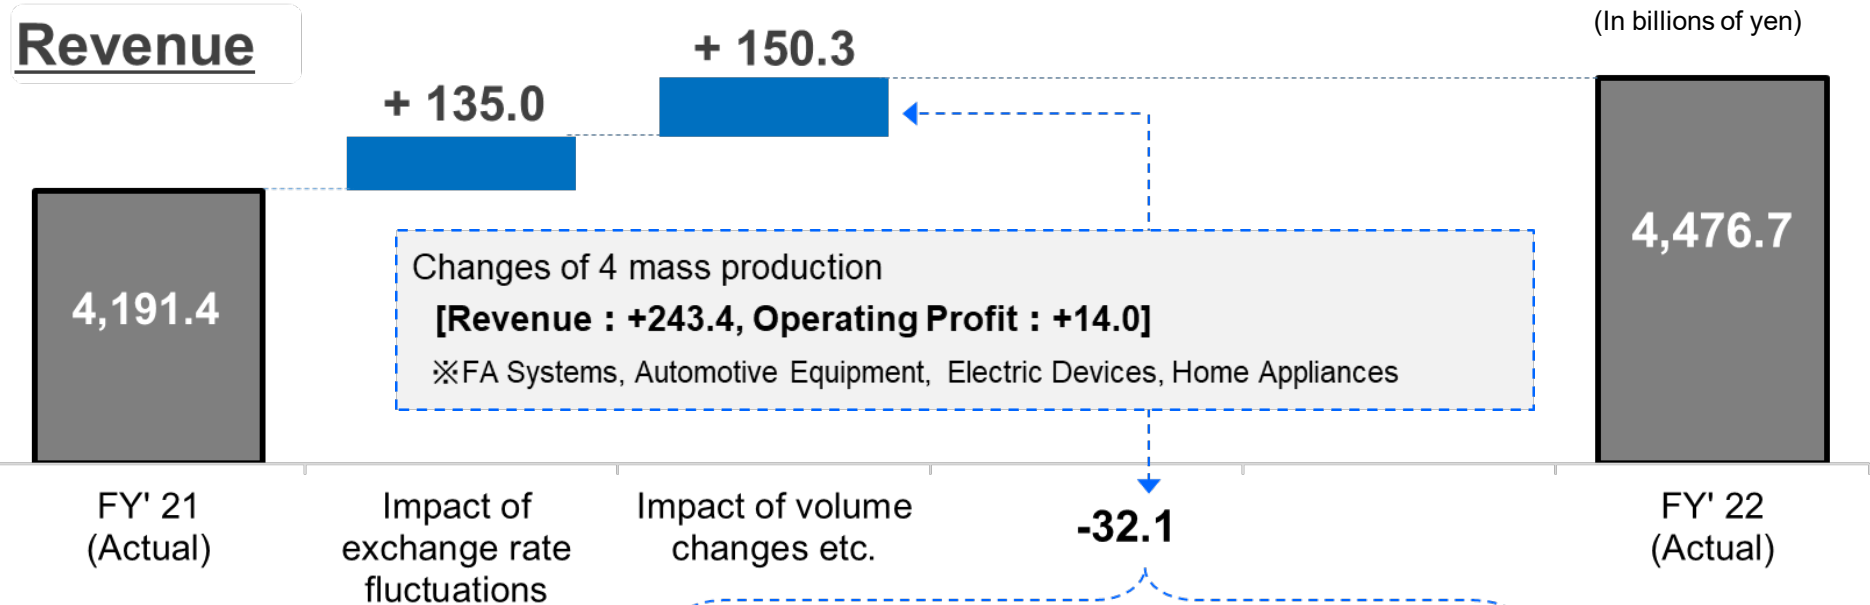 Revenue
(In billions of yen)
+ 150.3
+ 135.0
4,476.7
4,191.4
Changes of 4 mass production
[Revenue : +243.4, Operating Profit : +14.0]
※FA Systems, Automotive Equipment, Electric Devices, Home Appliances
FY' 21
(Actual)
Impact of
exchange rate
fluctuations
Impact of volume
changes etc.
-32.1
FY' 22
(Actual)